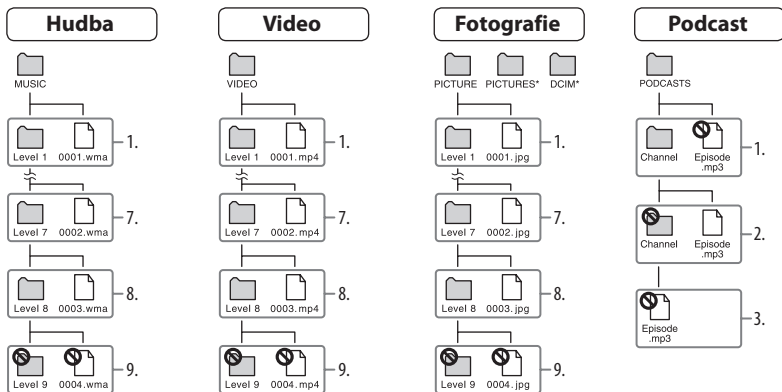 Hudba
MUSIC
Level 1 0001.wma
1.
Level 7 0002.wma
7.
Level 8 0003.wma
8.
Level 9 0004.wma
9.
Video
VIDEO
Level 1 0001.mp4
1.
Level 7 0002.mp4
7.
Level 8 0003.mp4
8.
Level 9 0004.mp4
9.
Fotografie
PICTURE PICTURES* DCIM*
Level 1 0001.jpg
1.
Level 7 0002.jpg
7.
Level 8 0003.jpg
8.
Level 9 0004.jpg
9.
Podcast
PODCASTS
Channel Episode
.mp3
1.
Channel Episode
.mp3
2.
Episode
.mp3
3.